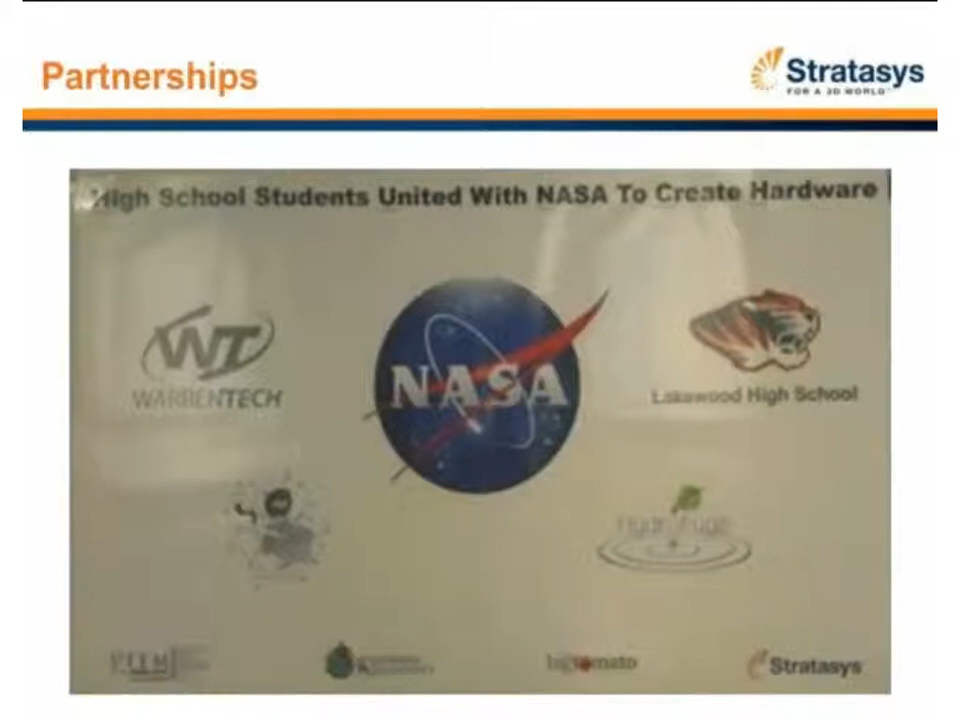 Partnerships
Stratasys
FOR A 3D WORLD
High School Students United With NASA To Create Hardware
WT
WARRENTECH
NASA
Lakewood High School
Stratasys